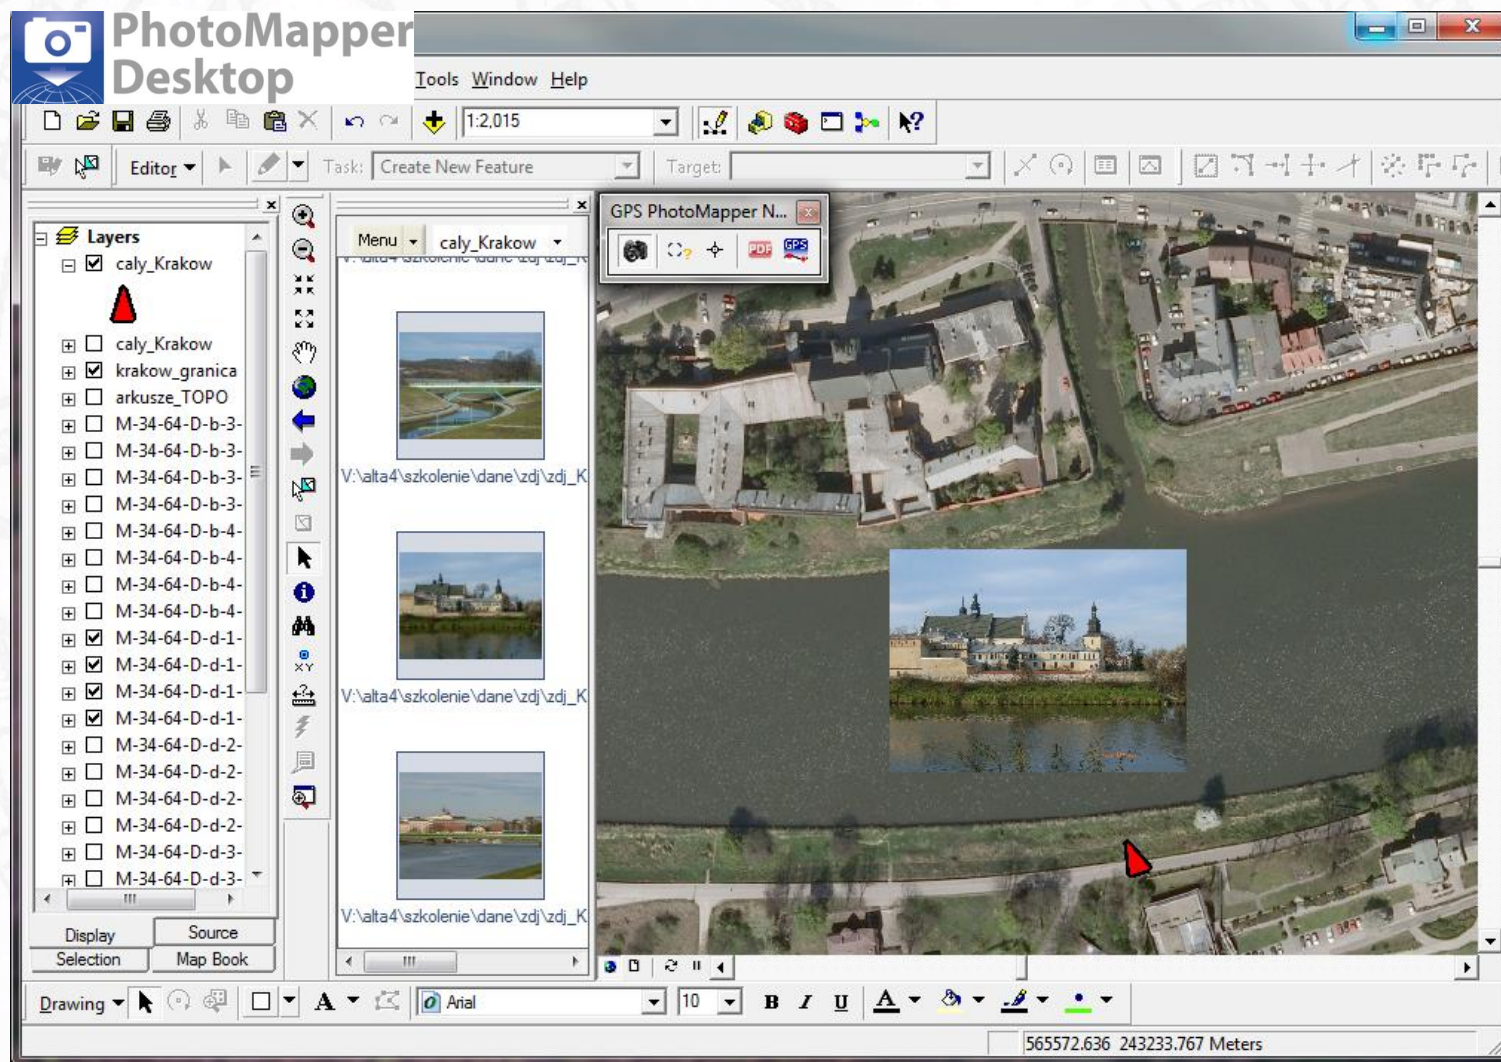 PhotoMapper
Desktop
Tools Window Help
1:2,015
Editor
Task: Create New Feature
Target:
GPS PhotoMapper N...
PDF GPS
Menu caly_Krakow
Layers
caly_Krakow
caly_Krakow
krakow_granica
arkusze_TOPO
M-34-64-D-b-3-
M-34-64-D-b-3-
M-34-64-D-b-3-
M-34-64-D-b-3-
M-34-64-D-b-4-
M-34-64-D-b-4-
M-34-64-D-b-4-
M-34-64-D-b-4-
M-34-64-D-d-1-
M-34-64-D-d-1-
M-34-64-D-d-1-
M-34-64-D-d-1-
M-34-64-D-d-2-
M-34-64-D-d-2-
M-34-64-D-d-2-
M-34-64-D-d-2-
M-34-64-D-d-3-
M-34-64-D-d-3-
Display Source
Selection Map Book
XY
V:\alta4\szkolenie\dane\zdj\zdj_K
V:\alta4\szkolenie\dane\zdj\zdj_K
V:\alta4\szkolenie\dane\zdj\zdj_K
Drawing A Arial 10 B I U A
565572.636 243233.767 Meters